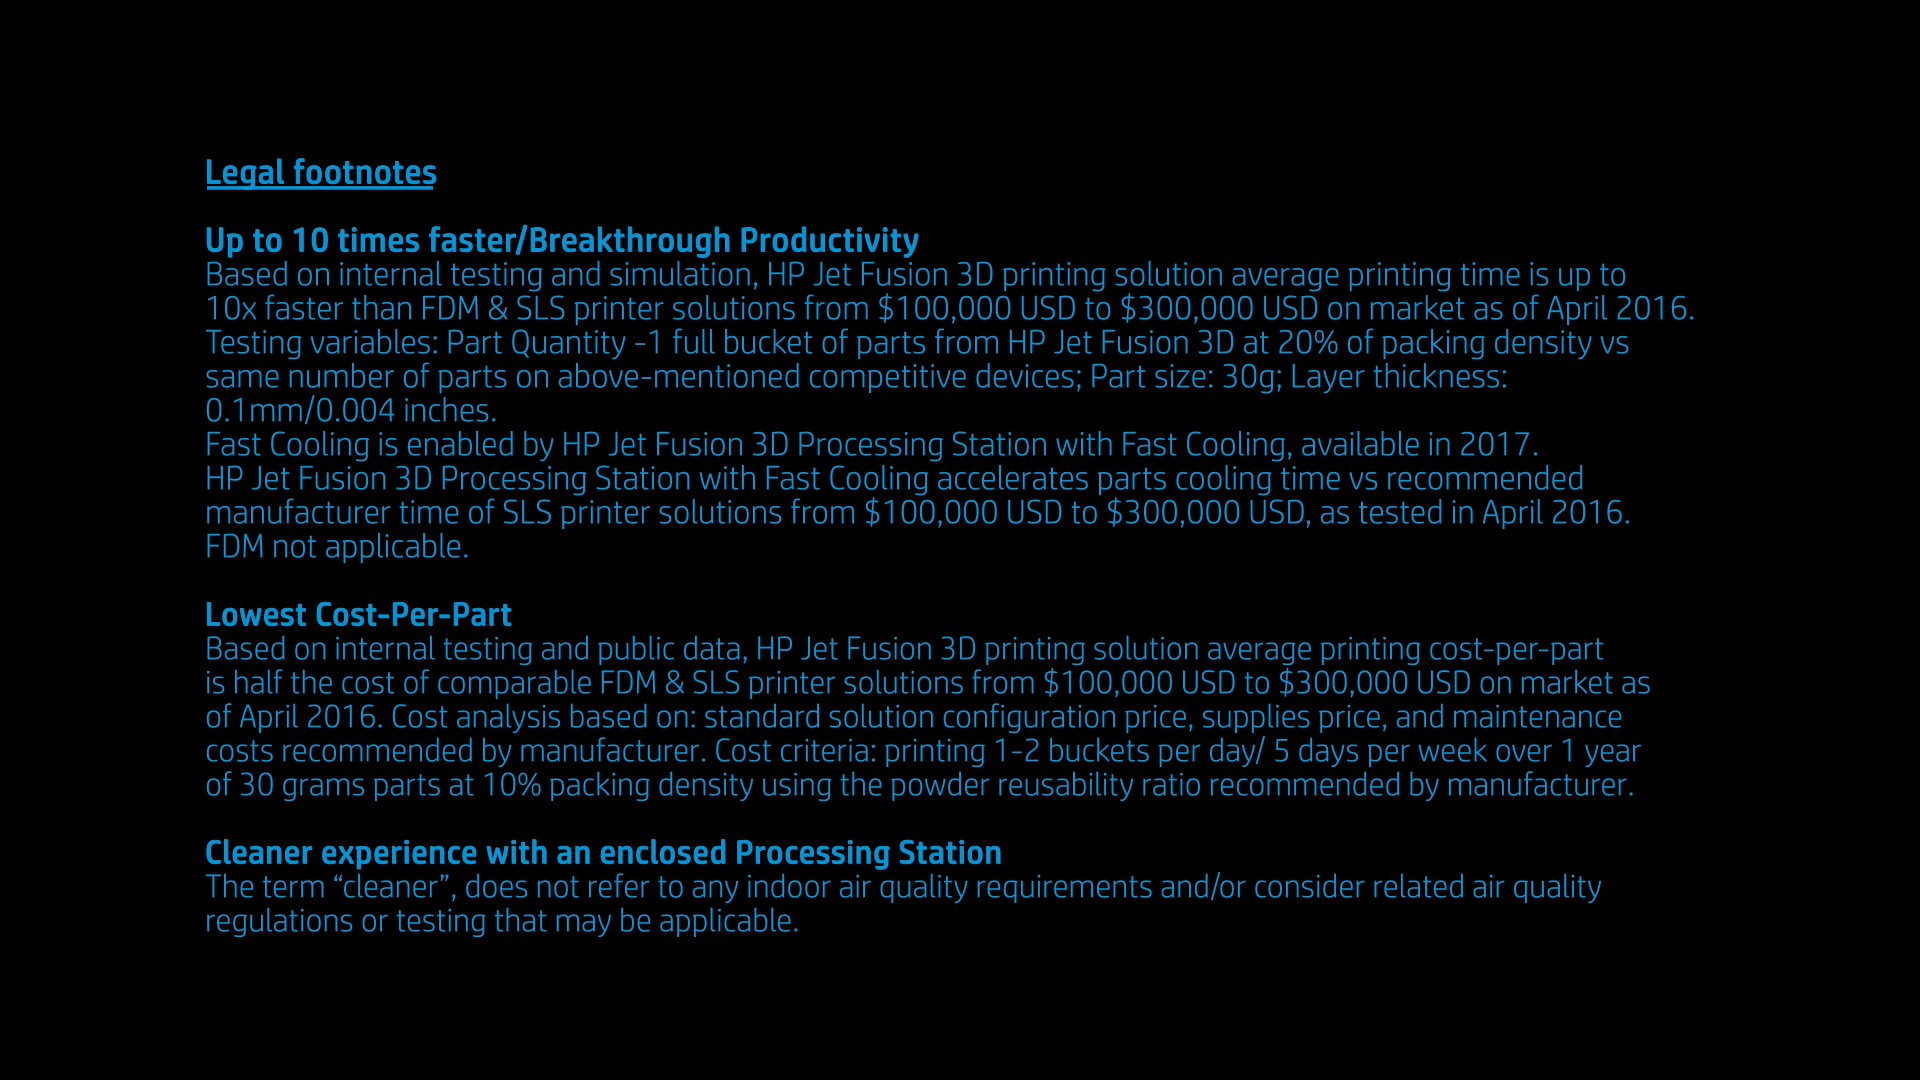 Legal footnotes
Up to 10 times faster/Breakthrough Productivity
Based on internal testing and simulation, HP Jet Fusion 3D printing solution average printing time is up to
10x faster than FDM & SLS printer solutions from $100,000 USD to $300,000 USD on market as of April 2016.
Testing variables: Part Quantity -1 full bucket of parts from HP Jet Fusion 3D at 20% of packing density vs
same number of parts on above-mentioned competitive devices; Part size: 30g; Layer thickness:
0.1mm/0.004 inches.
Fast Cooling is enabled by HP Jet Fusion 3D Processing Station with Fast Cooling, available in 2017.
HP Jet Fusion 3D Processing Station with Fast Cooling accelerates parts cooling time vs recommended
manufacturer time of SLS printer solutions from $100,000 USD to $300,000 USD, as tested in April 2016.
FDM not applicable.
Lowest Cost-Per-Part
Based on internal testing and public data, HP Jet Fusion 3D printing solution average printing cost-per-part
is half the cost of comparable FDM & SLS printer solutions from $100,000 USD to $300,000 USD on market as
of April 2016. Cost analysis based on: standard solution configuration price, supplies price, and maintenance
costs recommended by manufacturer. Cost criteria: printing 1-2 buckets per day/ 5 days per week over 1 year
of 30 grams parts at 10% packing density using the powder reusability ratio recommended by manufacturer.
Cleaner experience with an enclosed Processing Station
The term “cleaner”, does not refer to any indoor air quality requirements and/or consider related air quality
regulations or testing that may be applicable.